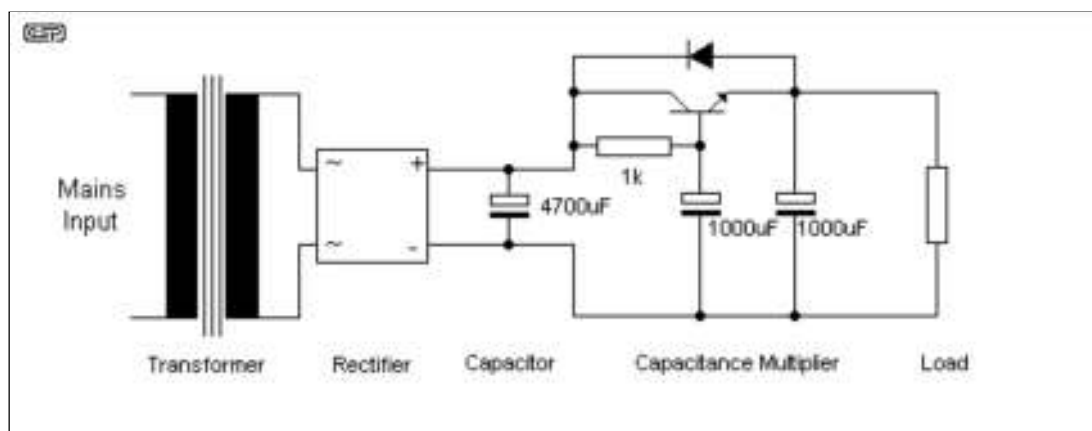 Mains
Input
~
~
+
-
4700uF
1k
1000uF
1000uF
Transformer
Rectifier
Capacitor
Capacitance Multiplier
Load